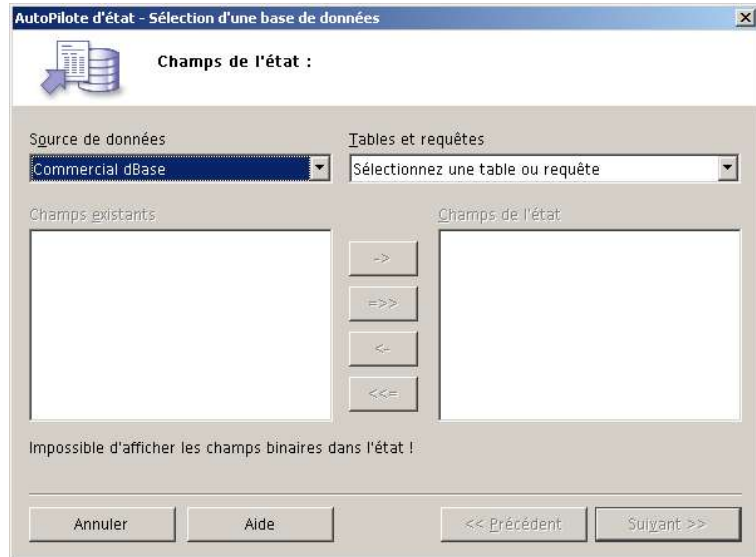 AutoPilote d'état - Sélection d'une base de données
Champs de l'état :
Source de données
Tables et requêtes
Commercial dBase
Sélectionnez une table ou requête
Champs existants
Champs de l'état
->
=>>
<-
<<=
Impossible d'afficher les champs binaires dans l'état !
Annuler
Aide
<< Précédent
Suivant >>